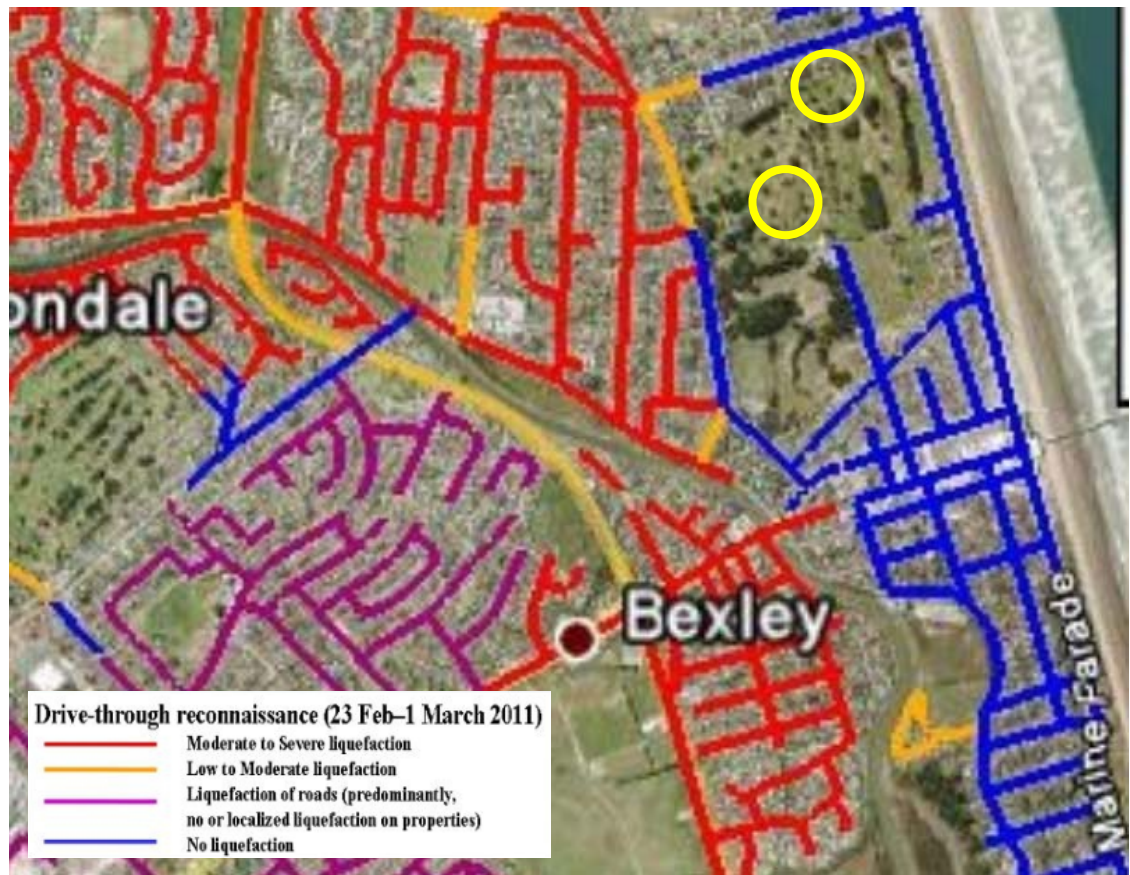 ondale
Bexley
Marine Parade
Drive-through reconnaissance (23 Feb–1 March 2011)
Moderate to Severe liquefaction
Low to Moderate liquefaction
Liquefaction of roads (predominantly,
no or localized liquefaction on properties)
No liquefaction